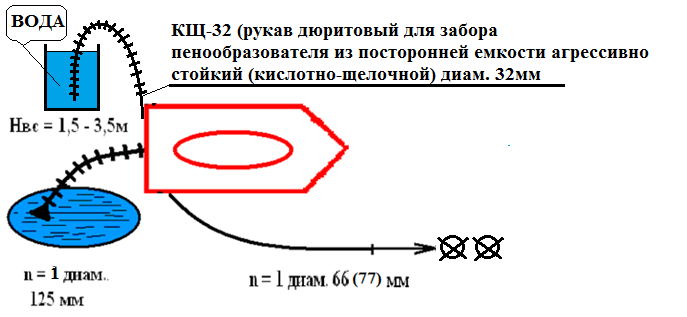 ВОДА
КЩ-32 (рукав дюритовый для забора
пенообразователя из посторонней емкости агрессивно
стойкий (кислотно-щелочной) диам. 32мм
Нвс = 1,5 - 3,5м
n = 1 диам..
125 мм
n = 1 диам. 66 (77) мм